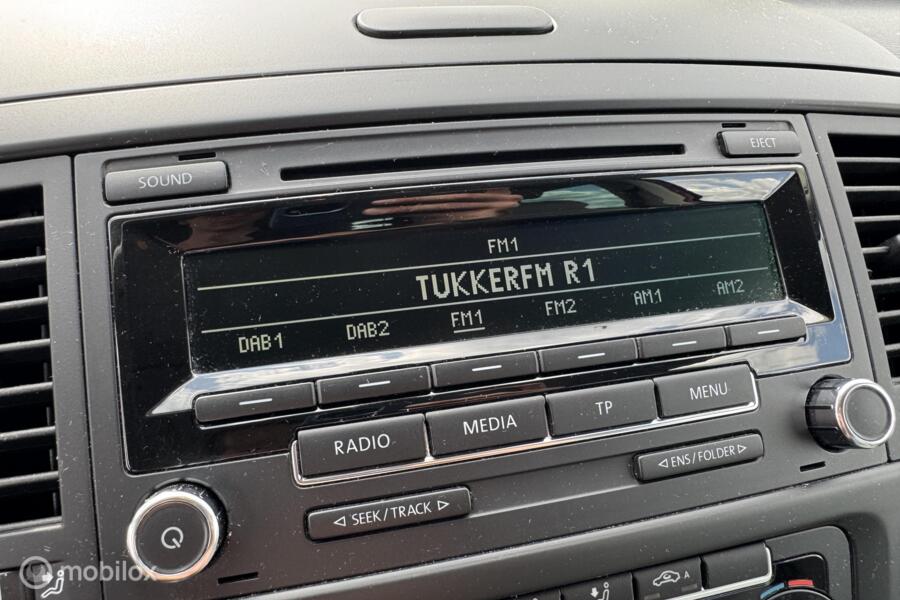 SOUND
EJECT
FM1
TUKKERFM R1
DAB1 DAB2 FM1 FM2 AM1 AM2
RADIO MEDIA TP MENU
SEEK / TRACK
ENS / FOLDER
A
mobilox